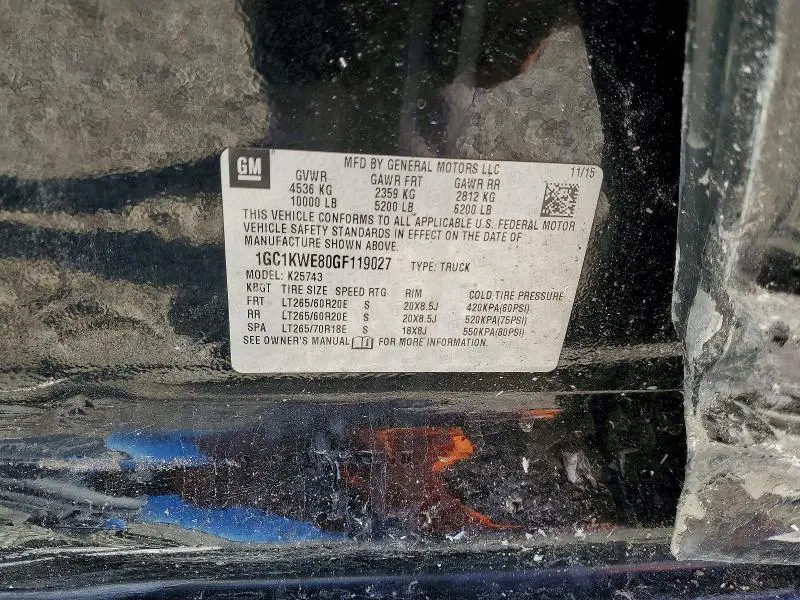 GM
MFD BY GENERAL MOTORS LLC 11/15
GVWR GAWR FRT GAWR RR
4536 KG 2359 KG 2812 KG
10000 LB 5200 LB 6200 LB
THIS VEHICLE CONFORMS TO ALL APPLICABLE U.S. FEDERAL MOTOR
VEHICLE SAFETY STANDARDS IN EFFECT ON THE DATE OF
MANUFACTURE SHOWN ABOVE.
1GC1KWE80GF119027 TYPE: TRUCK
MODEL: K25743
KBGT TIRE SIZE SPEED RTG RIM COLD TIRE PRESSURE
FRT LT265/60R20E S 20X8.5J 420KPA(60PSI)
RR LT265/60R20E S 20X8.5J 520KPA(75PSI)
SPA LT265/70R18E S 18X8J 550KPA(80PSI)
SEE OWNER'S MANUAL FOR MORE INFORMATION.